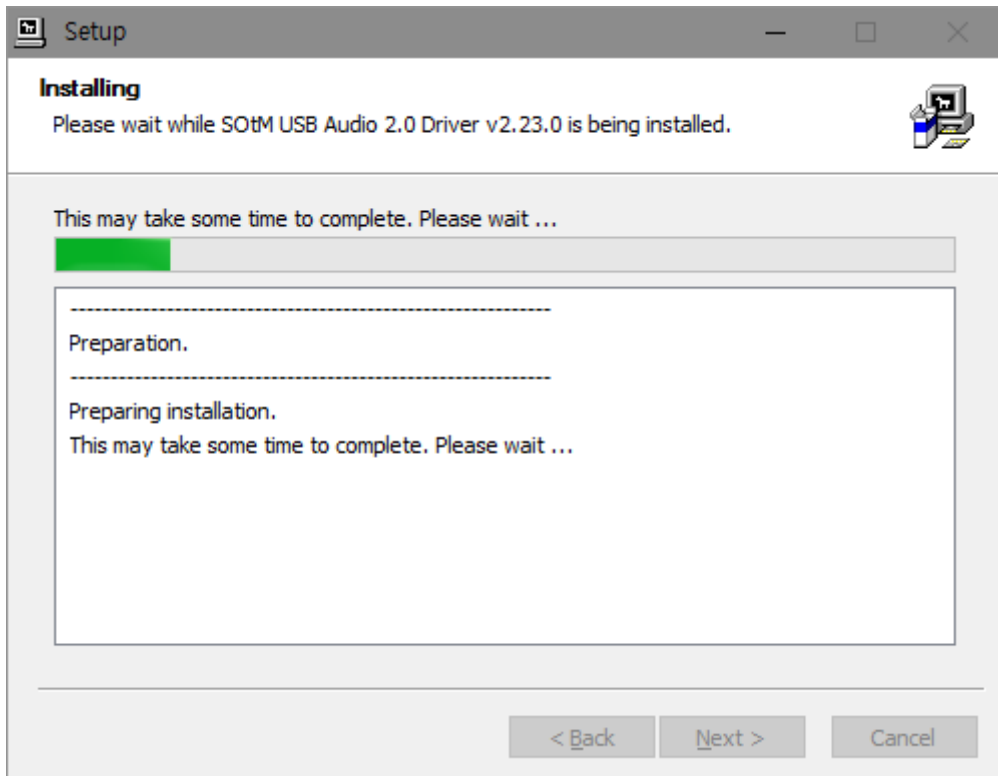 Setup
Installing
Please wait while SOtM USB Audio 2.0 Driver v2.23.0 is being installed.
This may take some time to complete. Please wait ...
------------------------------------------------------------
Preparation.
------------------------------------------------------------
Preparing installation.
This may take some time to complete. Please wait ...
< Back
Next >
Cancel